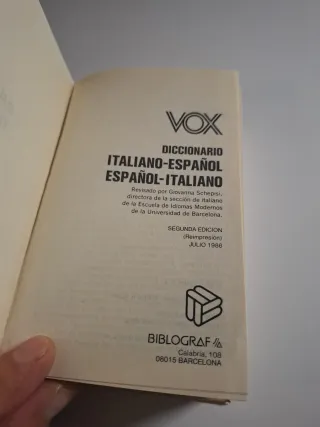 VOX
DICCIONARIO
ITALIANO-ESPAÑOL
ESPAÑOL-ITALIANO
Revisado por Giovanna Schepisi,
directora de la sección de italiano
de la Escuela de Idiomas Modernos
de la Universidad de Barcelona.
SEGUNDA EDICION
(Reimpresión)
JULIO 1986
BIBLOGRAF S/A
Calabria, 108
08015 BARCELONA